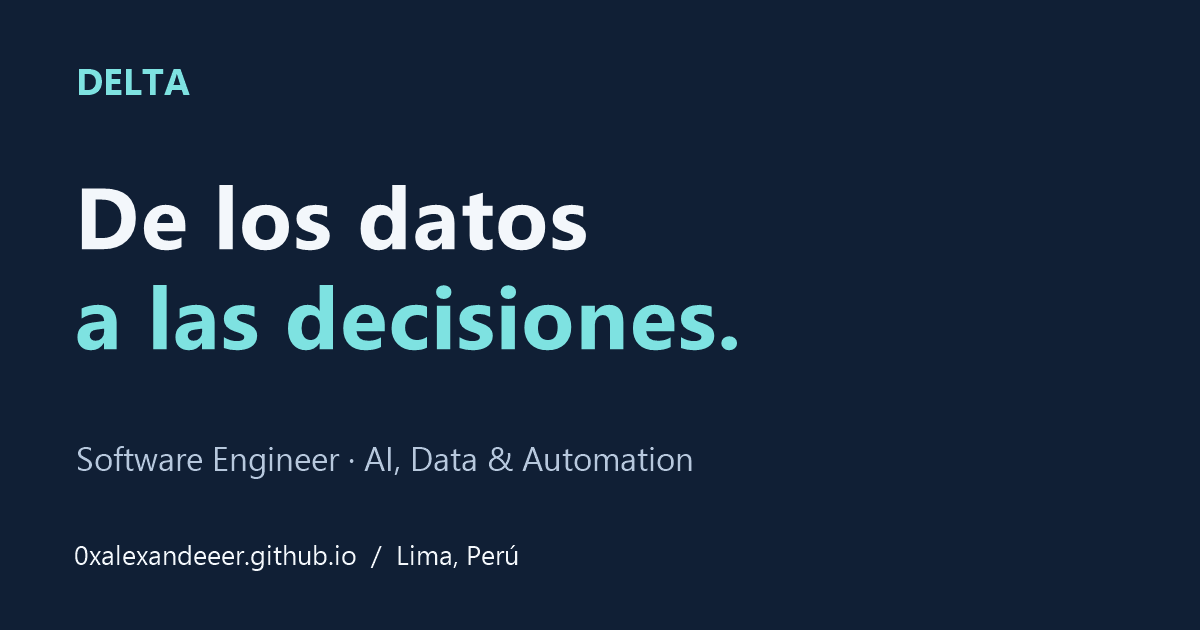 DELTA
De los datos
a las decisiones.
Software Engineer · AI, Data & Automation
0xalexandeeer.github.io / Lima, Perú